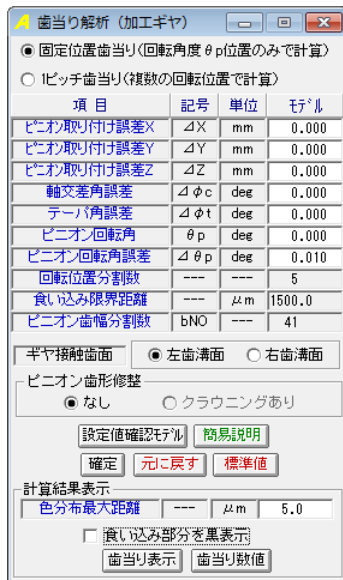 歯当り解析（加工ギヤ）
固定位置歯当り(回転角度θp位置のみで計算)
1ピッチ歯当り(複数の回転位置で計算)
項 目 記号 単位 ﾓﾃﾞﾙ
ﾋﾟﾆｵﾝ取り付け誤差X ⊿X mm 0.000
ﾋﾟﾆｵﾝ取り付け誤差Y ⊿Y mm 0.000
ﾋﾟﾆｵﾝ取り付け誤差Z ⊿Z mm 0.000
軸交差角誤差 ⊿φc deg 0.000
テーパ角誤差 ⊿φt deg 0.000
ピニオン回転角 θp deg 0.000
ピニオン回転角誤差 ⊿θp deg 0.010
回転位置分割数 --- --- 5
食い込み限界距離 --- μm 1500.0
ピニオン歯幅分割数 bNO --- 41
ギヤ接触歯面 左歯溝面 右歯溝面
ピニオン歯形修整
なし クラウニングあり
設定値確認ﾓﾃﾞﾙ 簡易説明
確定 元に戻す 標準値
計算結果表示
色分布最大距離 --- μm 5.0
食い込み部分を黒表示
歯当り表示 歯当り数値